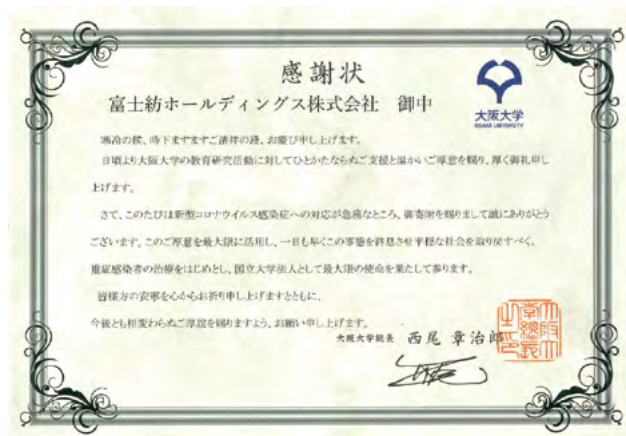 感謝状
富士紡ホールディングス株式会社 御中
大阪大学
OSAKA UNIVERSITY
寒冷の候、時下ますますご清祥の段、お慶び申し上げます。
日頃より大阪大学の教育研究活動に対してひとかたならぬご支援と温かいご厚意を賜り、厚く御礼申し
上げます。
さて、このたびは新型コロナウイルス感染症への対応が急務なところ、御寄附を賜りまして誠にありがとう
ございます。このご厚意を最大限に活用し、一日も早くこの事態を終息させ平穏な社会を取り戻すべく、
重症感染者の治療をはじめとし、国立大学法人として最大限の使命を果たして参ります。
皆様方の安寧を心からお祈り申し上げますとともに、
今後とも相変わらぬご厚誼を賜りますよう、お願い申し上げます。
大阪大学総長 西尾 章治郎